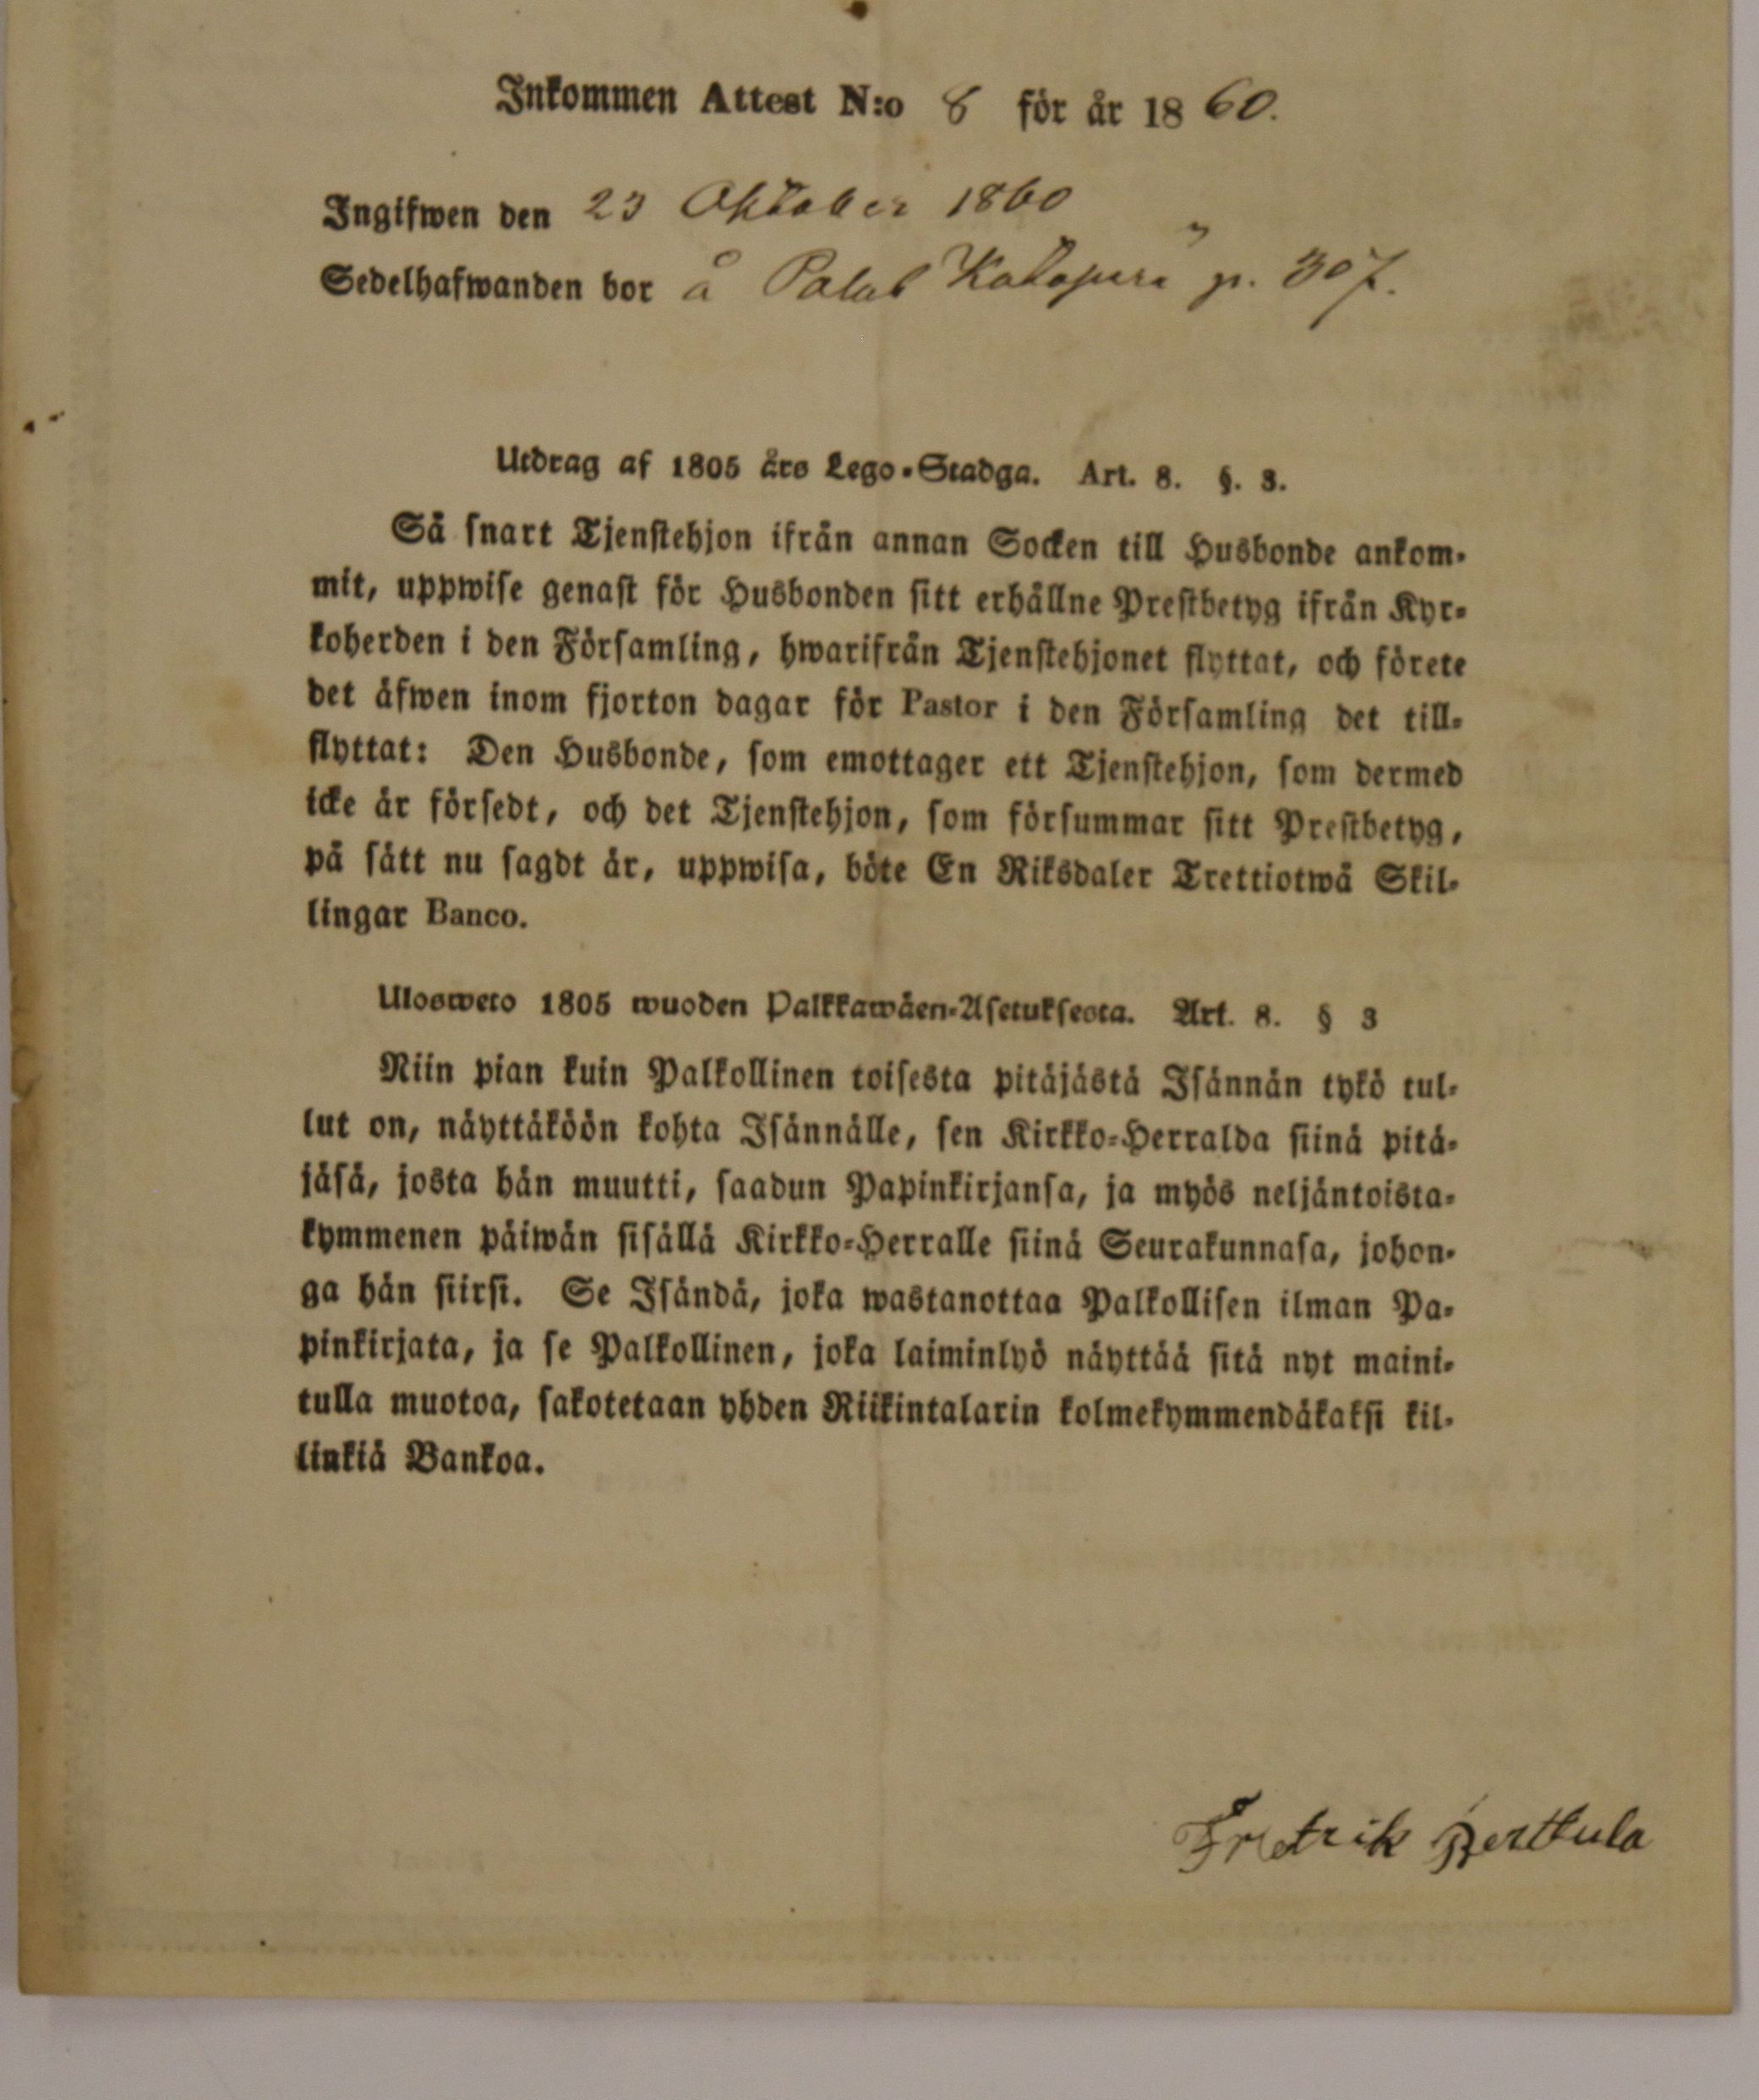 Inkommen Attest N:o 8 för år 1860.
Ingifwen den 23 Oktober 1860
Sedelhafwanden bor å p. 307.
Utdrag af 1805 års Lego-Stadga. Art. 8. §. 3.
Så snart Tjenstehjon ifrån annan Socken till Husbonde ankom-
mit, uppwise genast för Husbonden sitt erhållne Prestbetyg ifrån Kyr-
koherden i den Församling, hwarifrån Tjenstehjonet flyttat, och förete
det äfwen inom fjorton dagar för Pastor i den Församling det till-
flyttat: Den Husbonde, som emottager ett Tjenstehjon, som dermed
icke är försedt, och det Tjenstehjon, som försummar sitt Prestbetyg,
på sätt nu sagdt är, uppwisa, böte En Riksdaler Trettiotwå Skil-
lingar Banco.
Ulosweto 1805 wuoden Palkkawäen-Asetuksesta. Art. 8. § 3
Niin pian kuin Palkollinen toisesta pitäjästä Isännän tykö tul-
lut on, näyttäköön kohta Isännälle, sen Kirkko-Herralda siinä pitä-
jäsä, josta hän muutti, saadun Papinkirjansa, ja myös neljäntoista-
kymmenen päiwän sisällä Kirkko-Herralle siinä Seurakunnasa, johon-
ga hän siirsi. Se Isändä, joka wastanottaa Palkollisen ilman Pa-
pinkirjata, ja se Palkollinen, joka laiminlyö näyttää sitä nyt maini-
tulla muotoa, sakotetaan yhden Riikintalarin kolmekymmendäkaksi kil-
linkiä Bankoa.
Fredrik Perttula